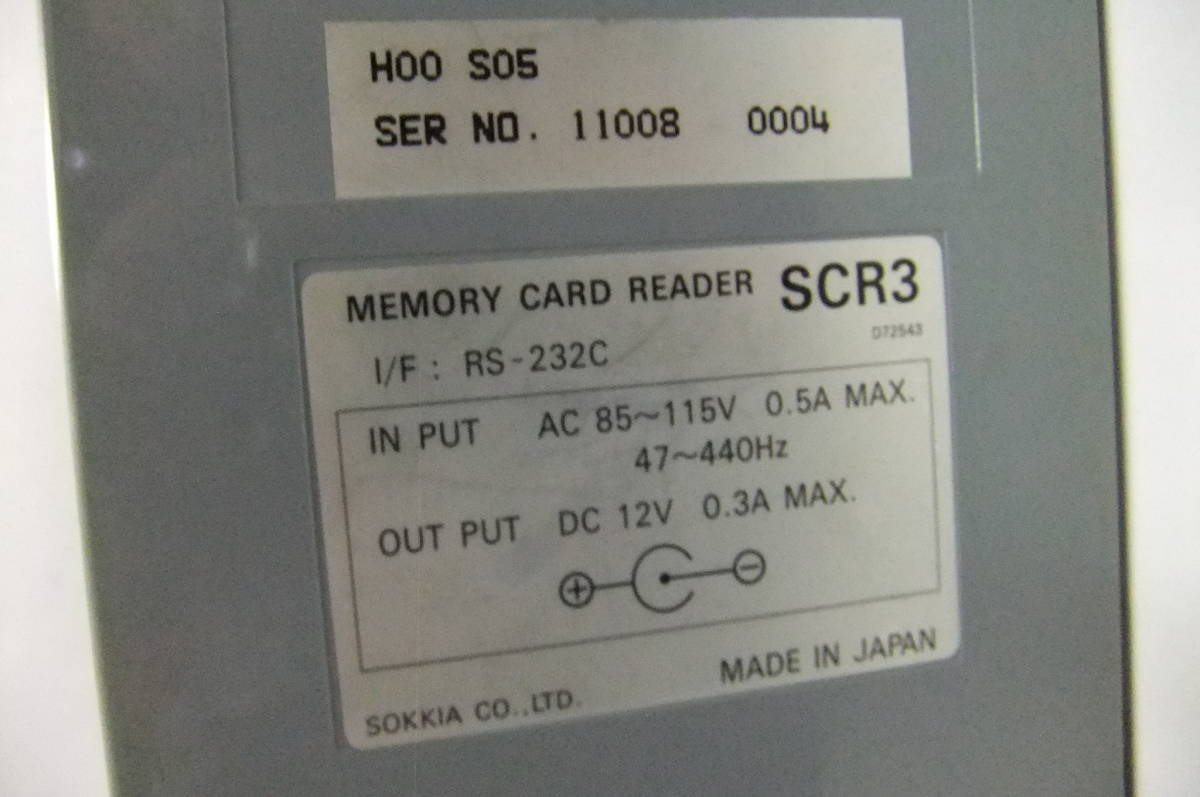 H00 S05
SER NO. 11008 0004
MEMORY CARD READER SCR3
D72543
I/F : RS-232C
IN PUT AC 85~115V 0.5A MAX.
47~440Hz
OUT PUT DC 12V 0.3A MAX.
MADE IN JAPAN
SOKKIA CO.,LTD.